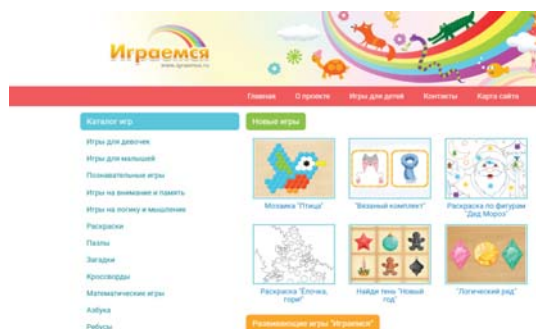 Играемся
www.igraemsa.ru
Главная О проекте Игры для детей Контакты Карта сайта
Каталог игр
Игры для девочек
Игры для малышей
Познавательные игры
Игры на внимание и память
Игры на логику и мышление
Раскраски
Пазлы
Загадки
Кроссворды
Математические игры
Азбука
Ребусы
Новые игры
Мозаика "Птица"
"Вязаный комплект"
Раскраска по фигурам
"Дед Мороз"
Раскраска "Ёлочка,
гори!"
Найди тень "Новый
год"
"Логический ряд"
Развивающие игры "Играемся"